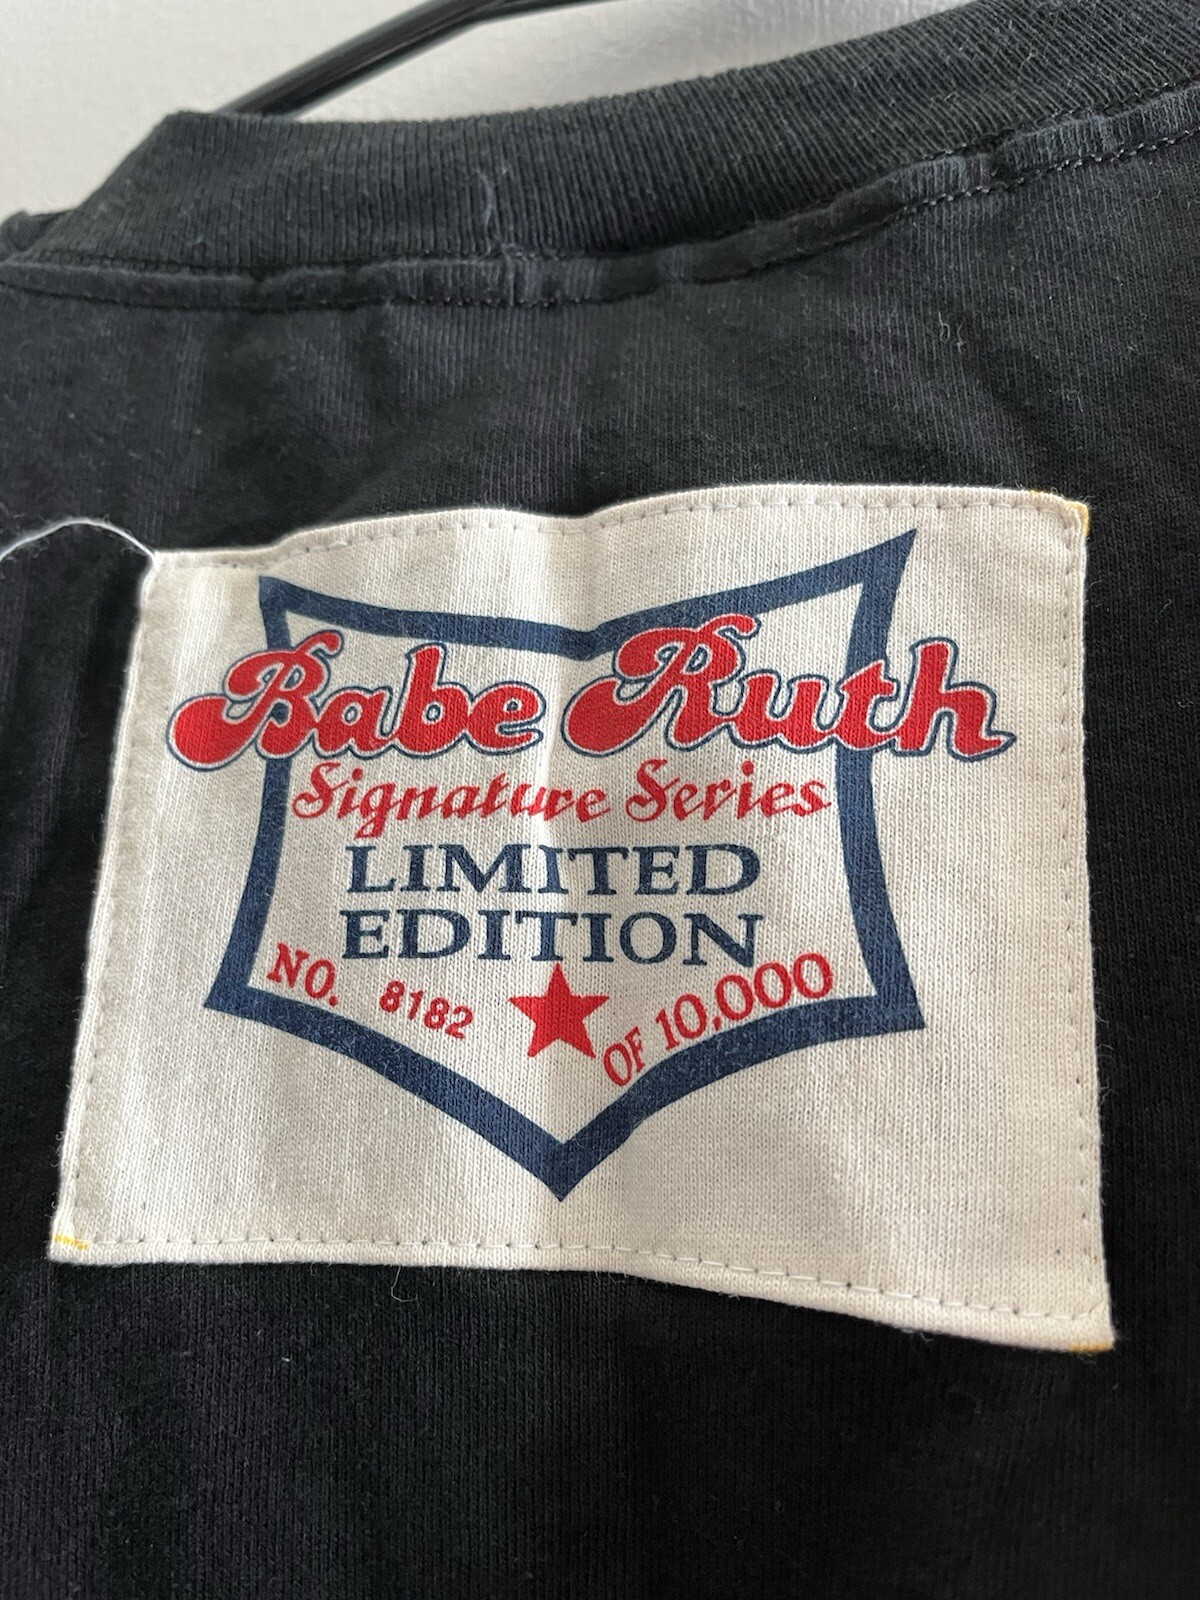 Babe Ruth
Signature Series
LIMITED
EDITION
NO. 8182 ★ OF 10,000